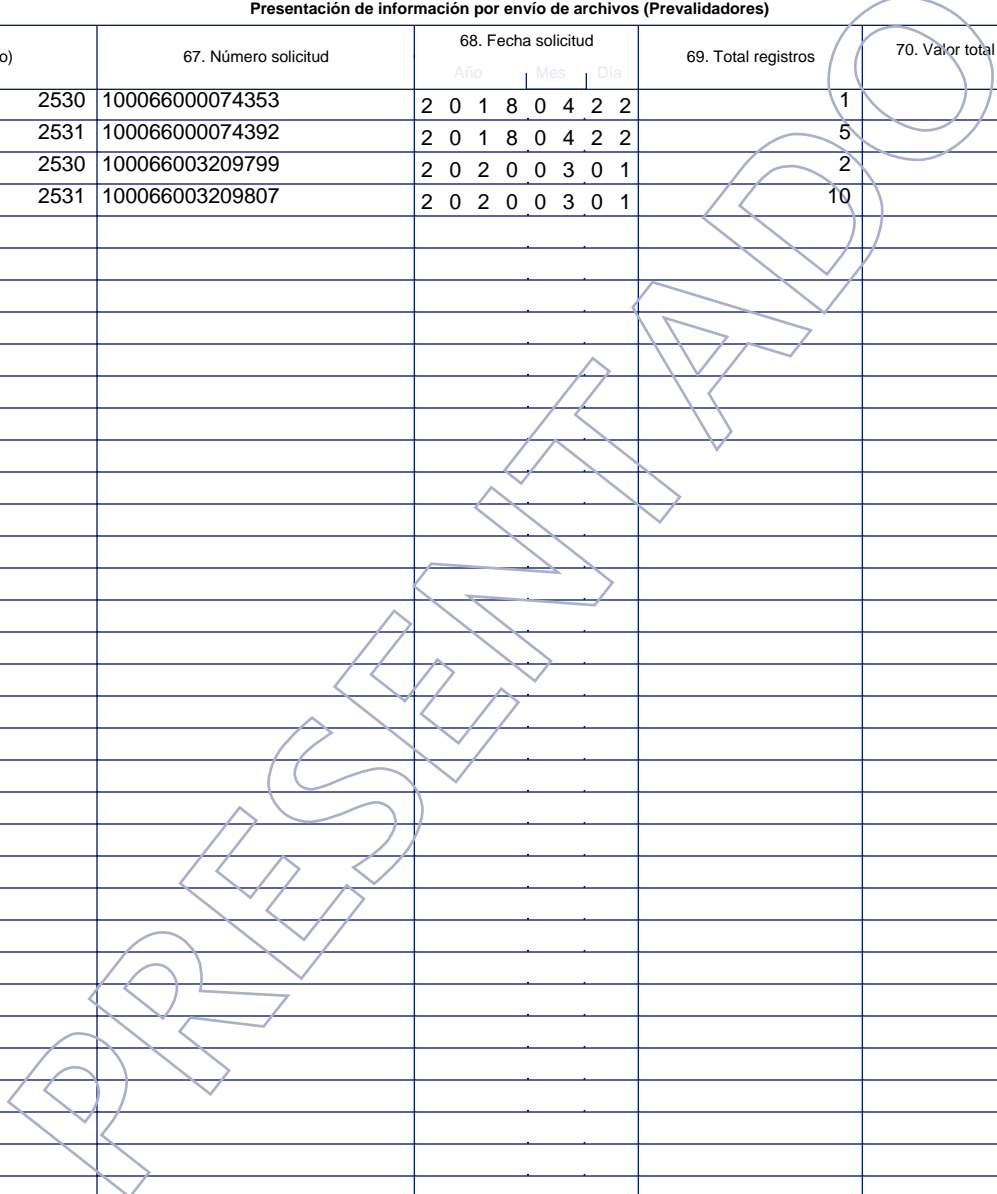 Presentación de información por envío de archivos (Prevalidadores)
o) 67. Número solicitud 68. Fecha solicitud 69. Total registros 70. Valor total
Año Mes Día
2530 100066000074353 2 0 1 8 0 4 2 2 1
2531 100066000074392 2 0 1 8 0 4 2 2 5
2530 100066003209799 2 0 2 0 0 3 0 1 2
2531 100066003209807 2 0 2 0 0 3 0 1 10
PRESENTADO